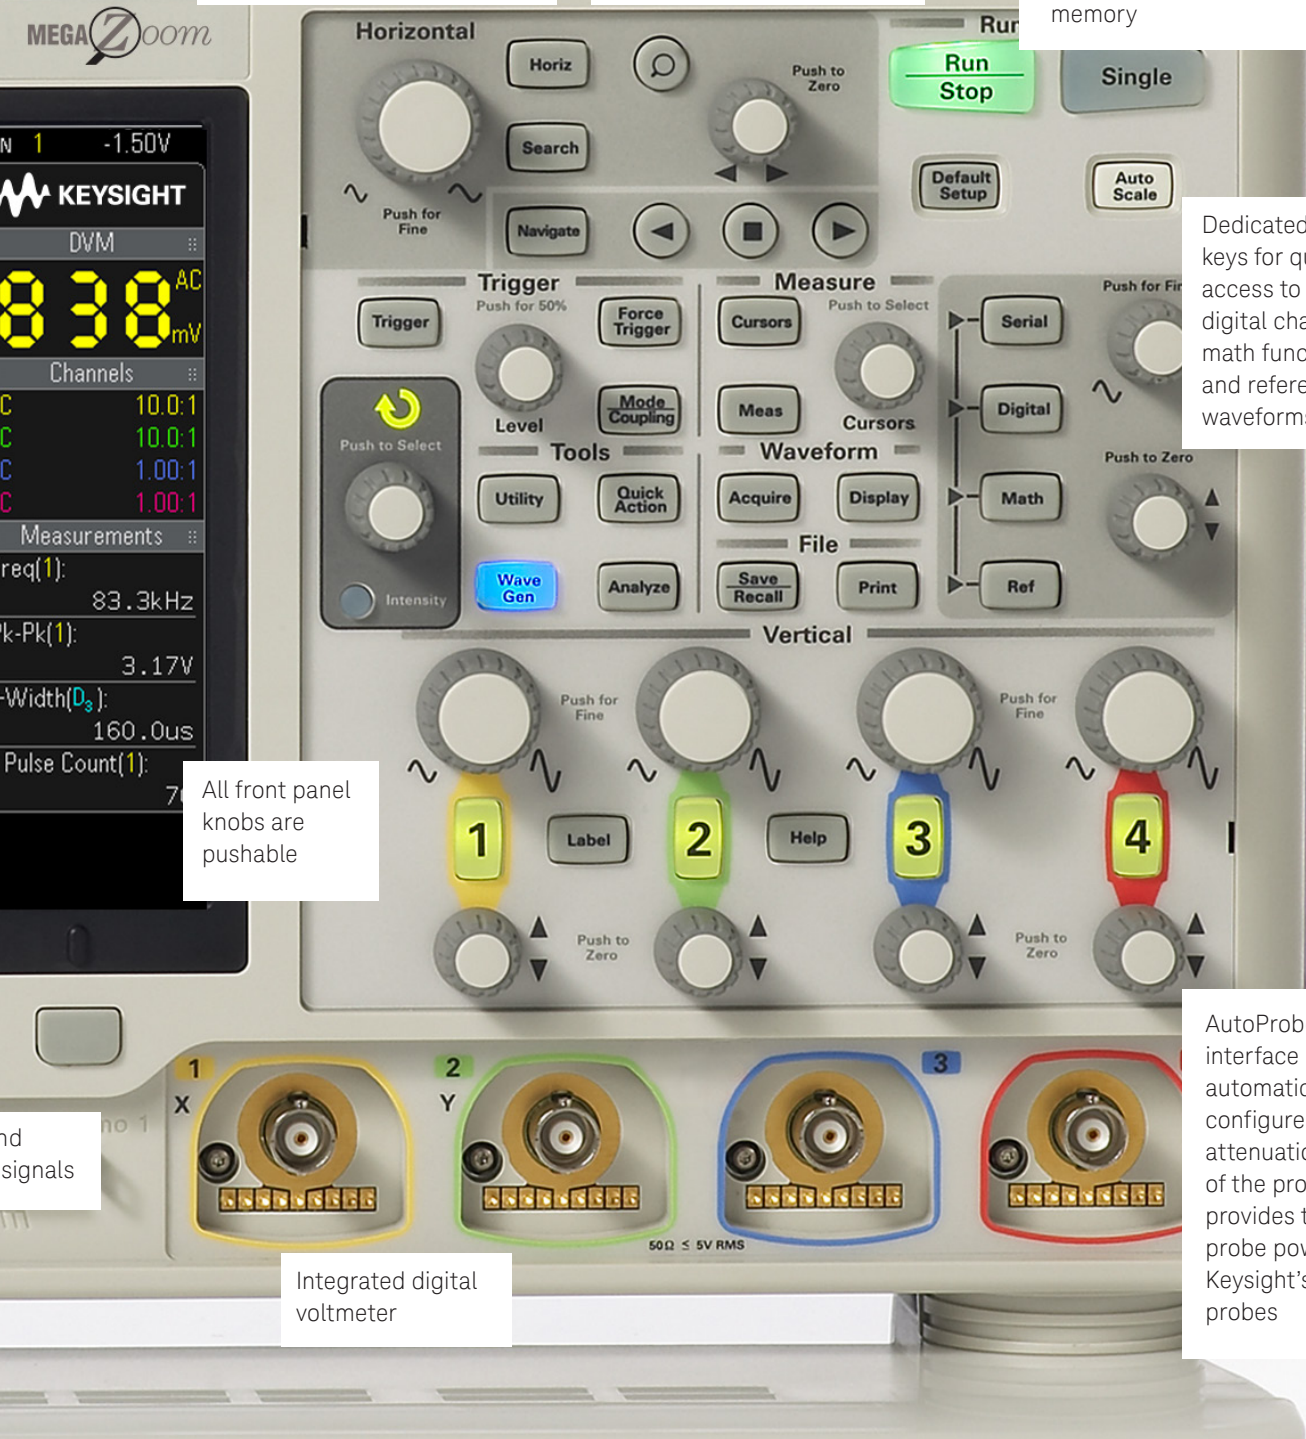 memory
MEGA Zoom
Horizontal
Horiz
Push to
Zero
Search
Push for
Fine
Navigate
Run
Run
Stop
Single
Default
Setup
Auto
Scale
N 1 -1.50V
KEYSIGHT
DVM
838 AC
mV
Channels
C 10.0:1
C 10.0:1
C 1.00:1
C 1.00:1
Measurements
req(1):
83.3kHz
k-Pk(1):
3.17V
-Width(D3):
160.0us
Pulse Count(1):
Trigger
Push for 50%
Trigger
Force
Trigger
Level
Mode
Coupling
Push to Select
Intensity
Tools
Utility
Quick
Action
Wave
Gen
Analyze
Measure
Push to Select
Cursors
Meas
Cursors
Waveform
Acquire
Display
File
Save
Recall
Print
Serial
Digital
Math
Ref
Push for Fin
Push to Zero
Dedicated
keys for qu
access to
digital cha
math func
and refere
waveforms
Vertical
Push for
Fine
Push for
Fine
1
Label
2
Help
3
4
Push to
Zero
Push to
Zero
All front panel
knobs are
pushable
1
X
2
Y
3
50Ω ≤ 5V RMS
no 1
nd
signals
Integrated digital
voltmeter
AutoProb
interface
automatic
configure
attenuatio
of the pro
provides t
probe pow
Keysight's
probes